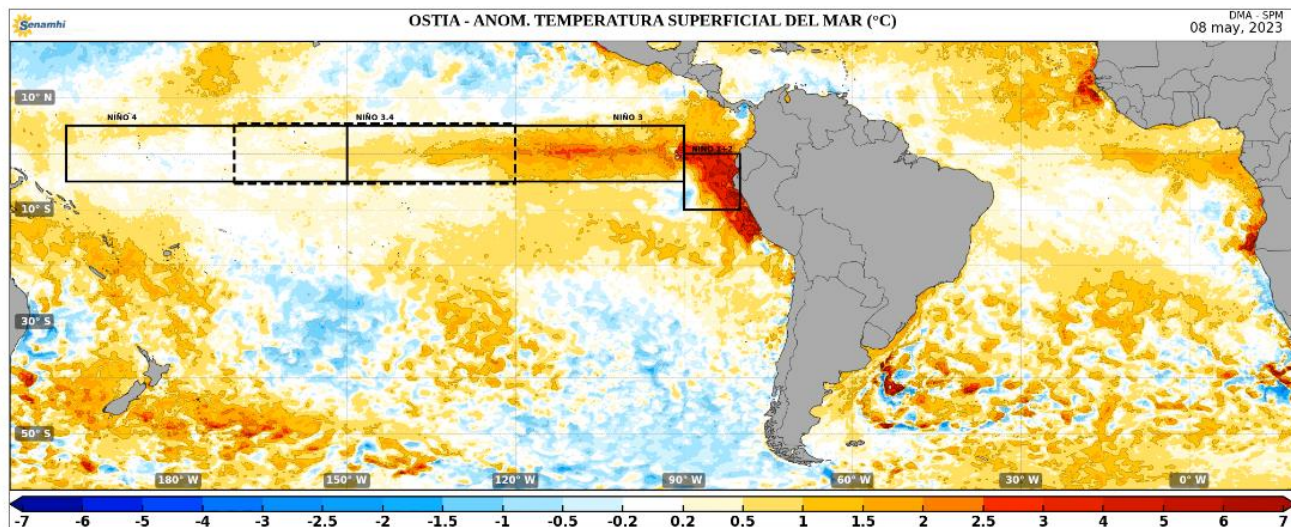 Senamhi
OSTIA - ANOM. TEMPERATURA SUPERFICIAL DEL MAR (°C)
DMA - SPM
08 may, 2023
10° N
NIÑO 4
NIÑO 3.4
NIÑO 3
NIÑO 1+2
10° S
30° S
50° S
180° W
150° W
120° W
90° W
60° W
30° W
0° W
-7 -6 -5 -4 -3 -2.5 -2 -1.5 -1 -0.5 -0.2 0.2 0.5 1 1.5 2 2.5 3 4 5 6 7